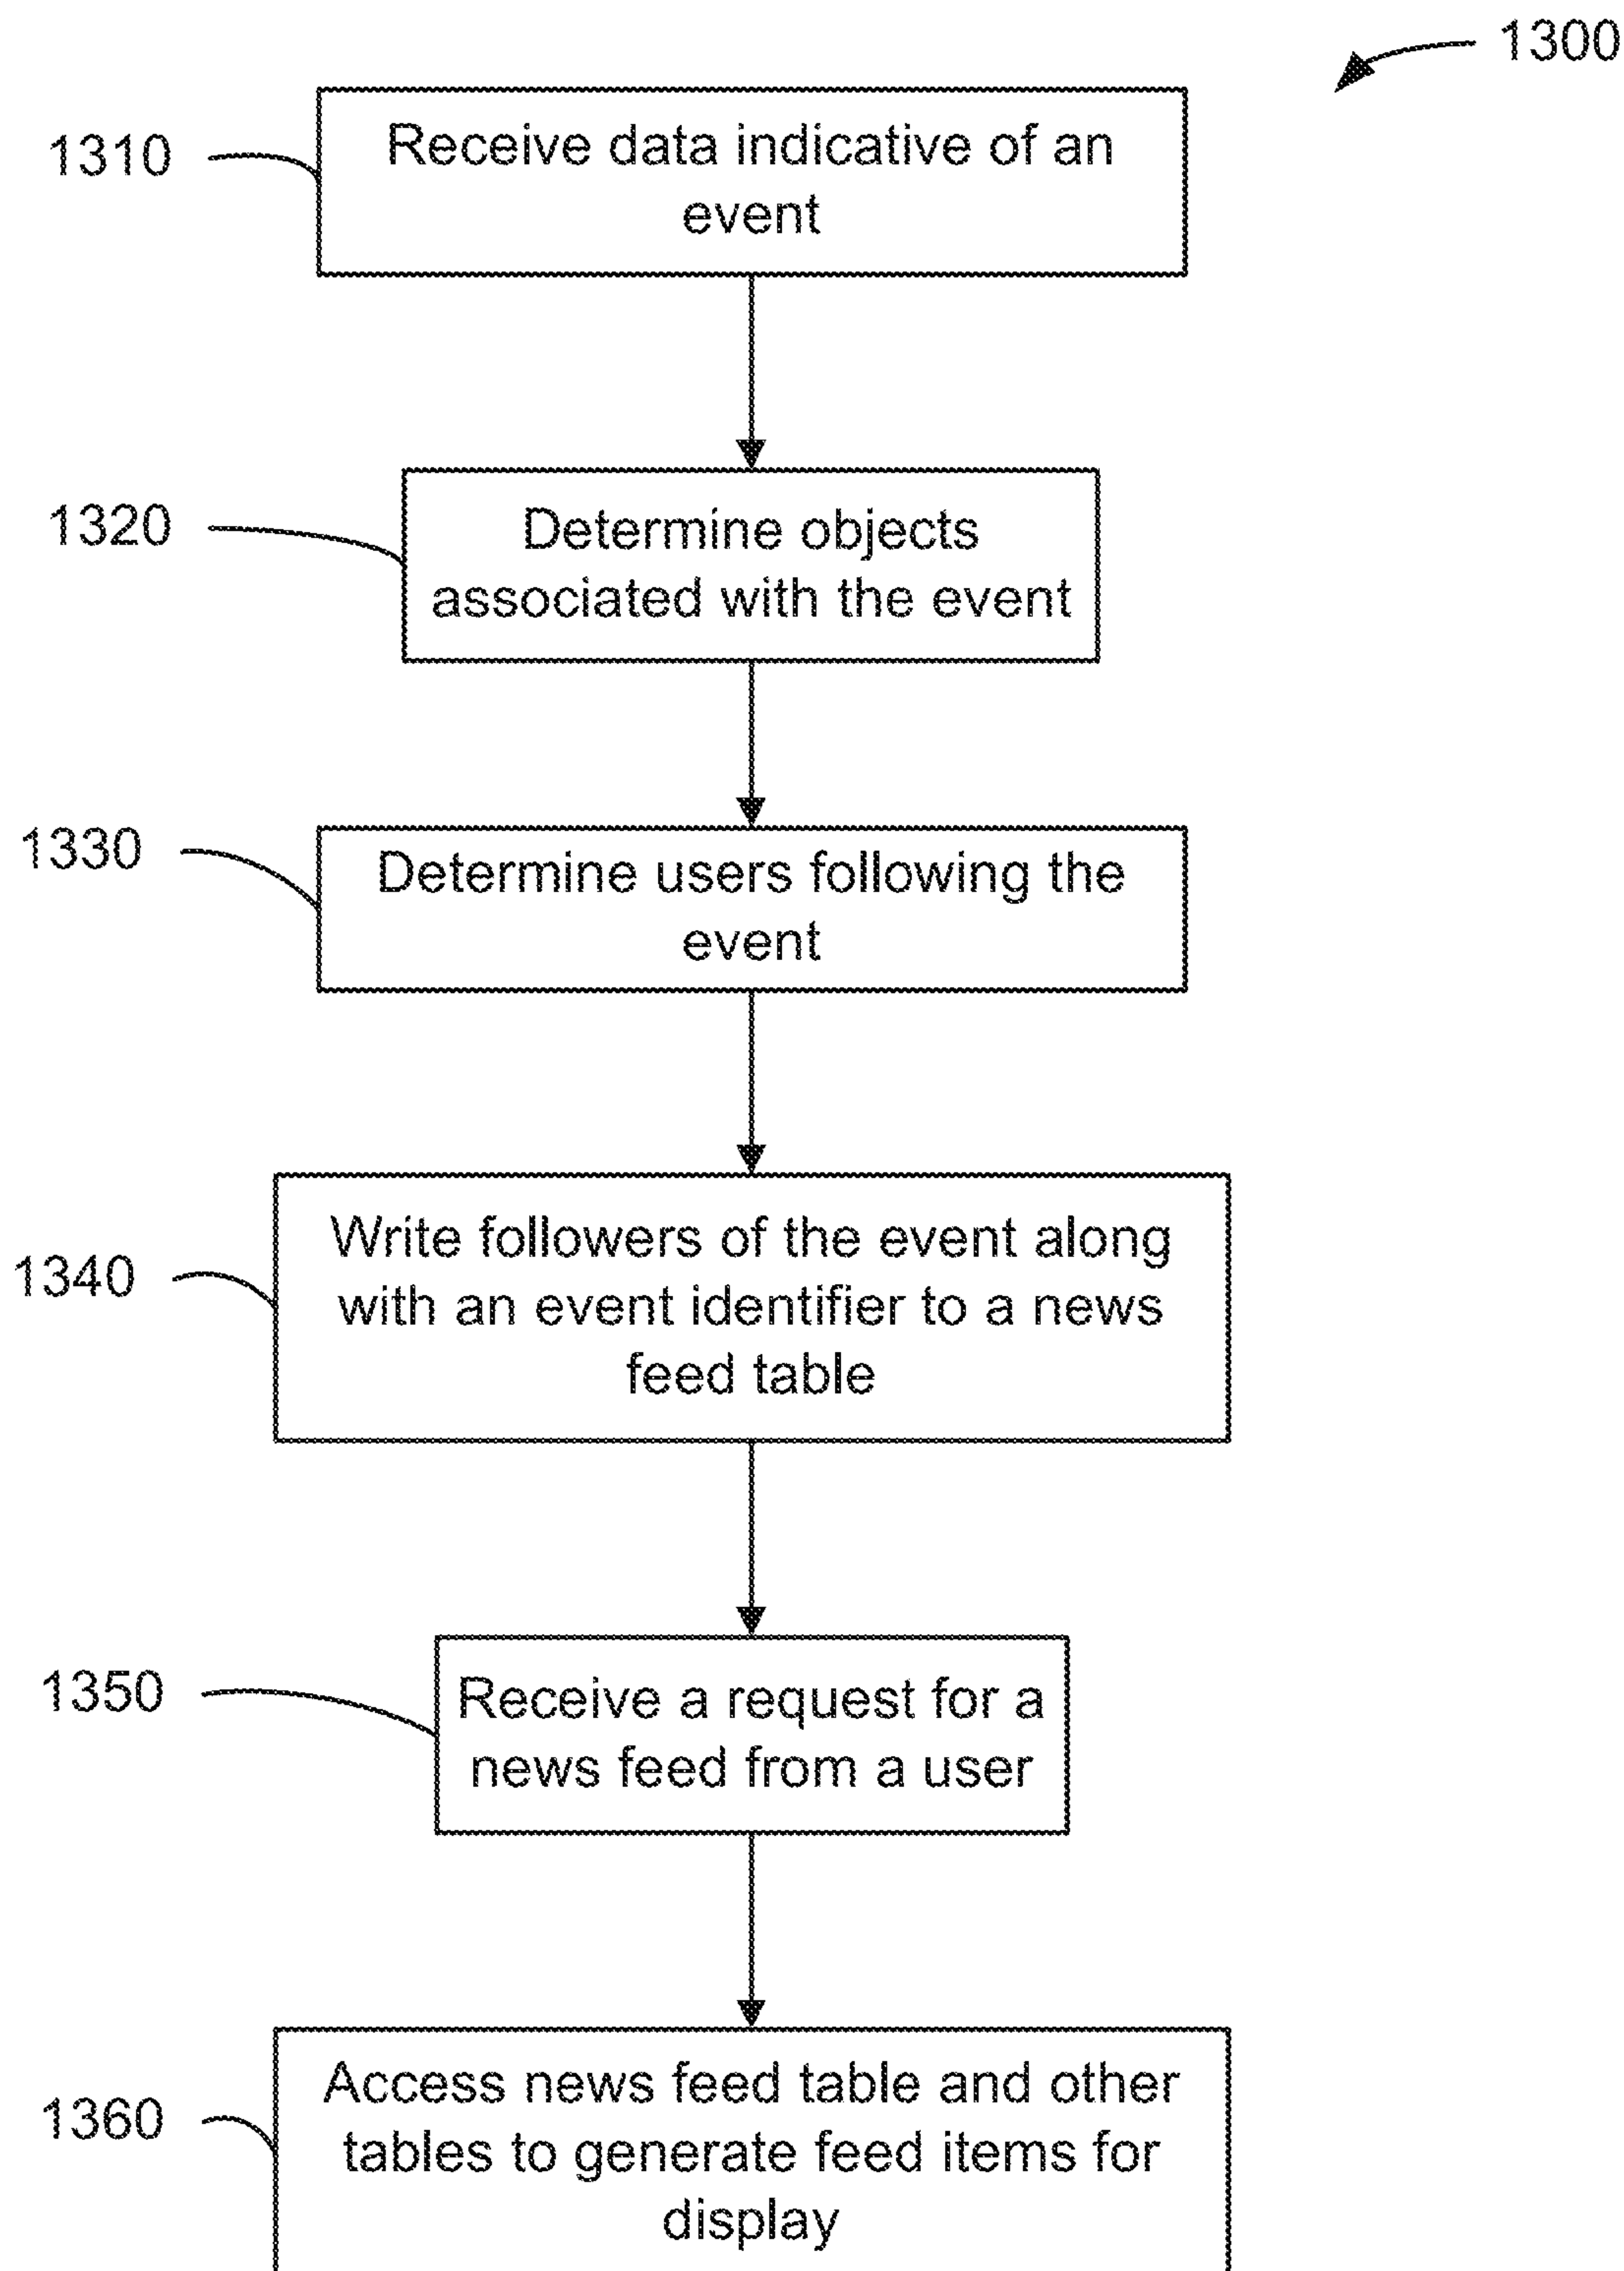 1300
1310
Receive data indicative of an
event
1320
Determine objects
associated with the event
1330
Determine users following the
event
1340
Write followers of the event along
with an event identifier to a news
feed table
1350
Receive a request for a
news feed from a user
1360
Access news feed table and other
tables to generate feed items for
display